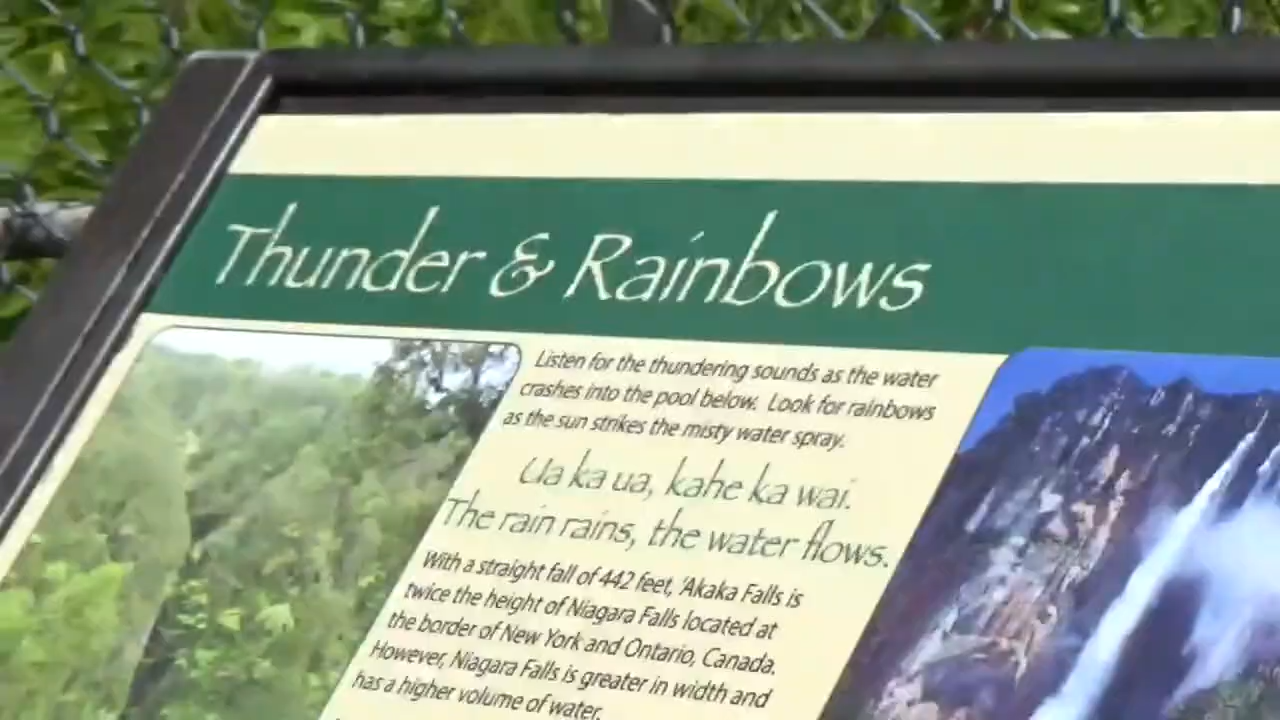 Thunder & Rainbows
Listen for the thundering sounds as the water
crashes into the pool below. Look for rainbows
as the sun strikes the misty water spray.
Ua ka ua, kahe ka wai.
The rain rains, the water flows.
With a straight fall of 442 feet, 'Akaka Falls is
twice the height of Niagara Falls located at
the border of New York and Ontario, Canada.
However, Niagara Falls is greater in width and
has a higher volume of water.